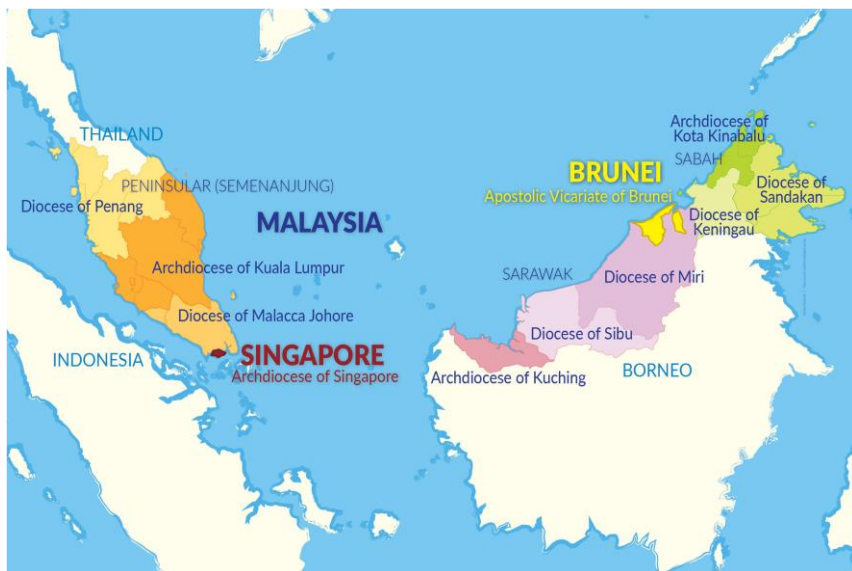 THAILAND
PENINSULAR (SEMENANJUNG)
Diocese of Penang
MALAYSIA
Archdiocese of Kuala Lumpur
Diocese of Malacca Johore
INDONESIA
SINGAPORE
Archdiocese of Singapore
Archdiocese of
Kota Kinabalu
SABAH
BRUNEI
Apostolic Vicariate of Brunei
Diocese of
Sandakan
Diocese of
Keningau
SARAWAK
Diocese of Miri
Diocese of Sibu
BORNEO
Archdiocese of Kuching